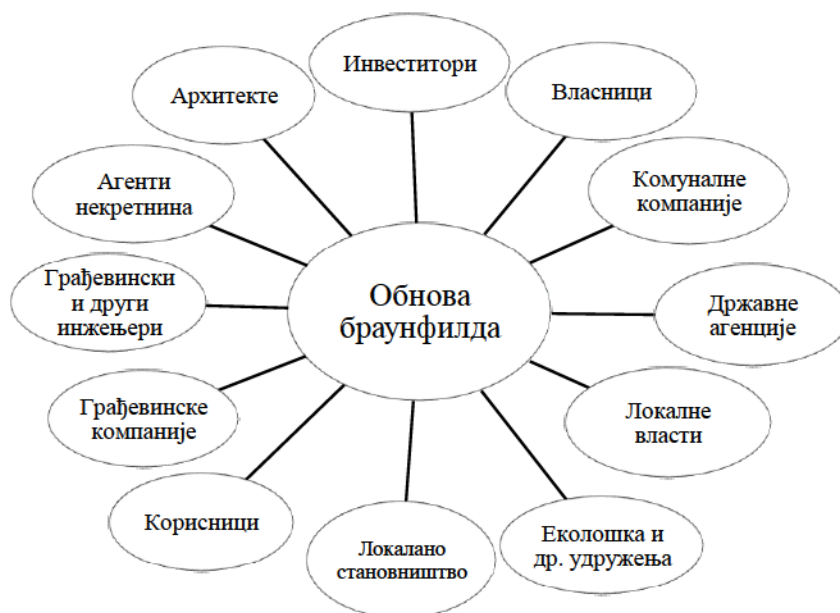 Инвеститори
Власници
Архитекте
Комуналне
компаније
Агенти
некретнина
Државне
агенције
Грађевински
и други
инжењери
Обнова
браунфилда
Грађевинске
компаније
Локалне
власти
Корисници
Еколошка и
др. удружења
Локалано
становништво